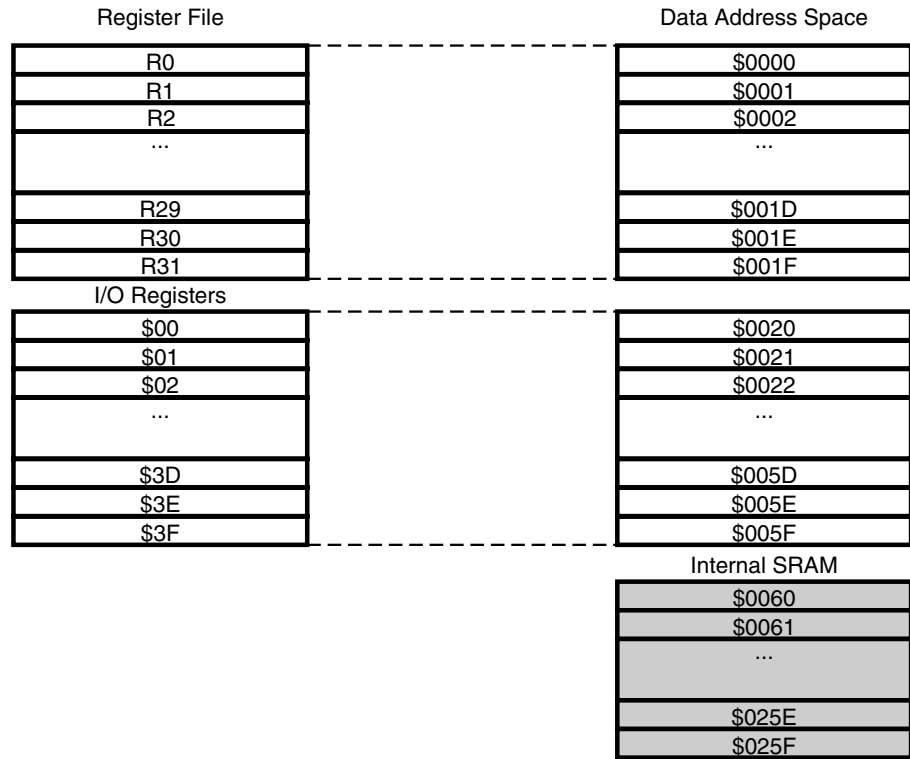 Register File Data Address Space
R0 $0000
R1 $0001
R2 $0002
... ...
R29 $001D
R30 $001E
R31 $001F
I/O Registers
$00 $0020
$01 $0021
$02 $0022
... ...
$3D $005D
$3E $005E
$3F $005F
Internal SRAM
$0060
$0061
...
$025E
$025F